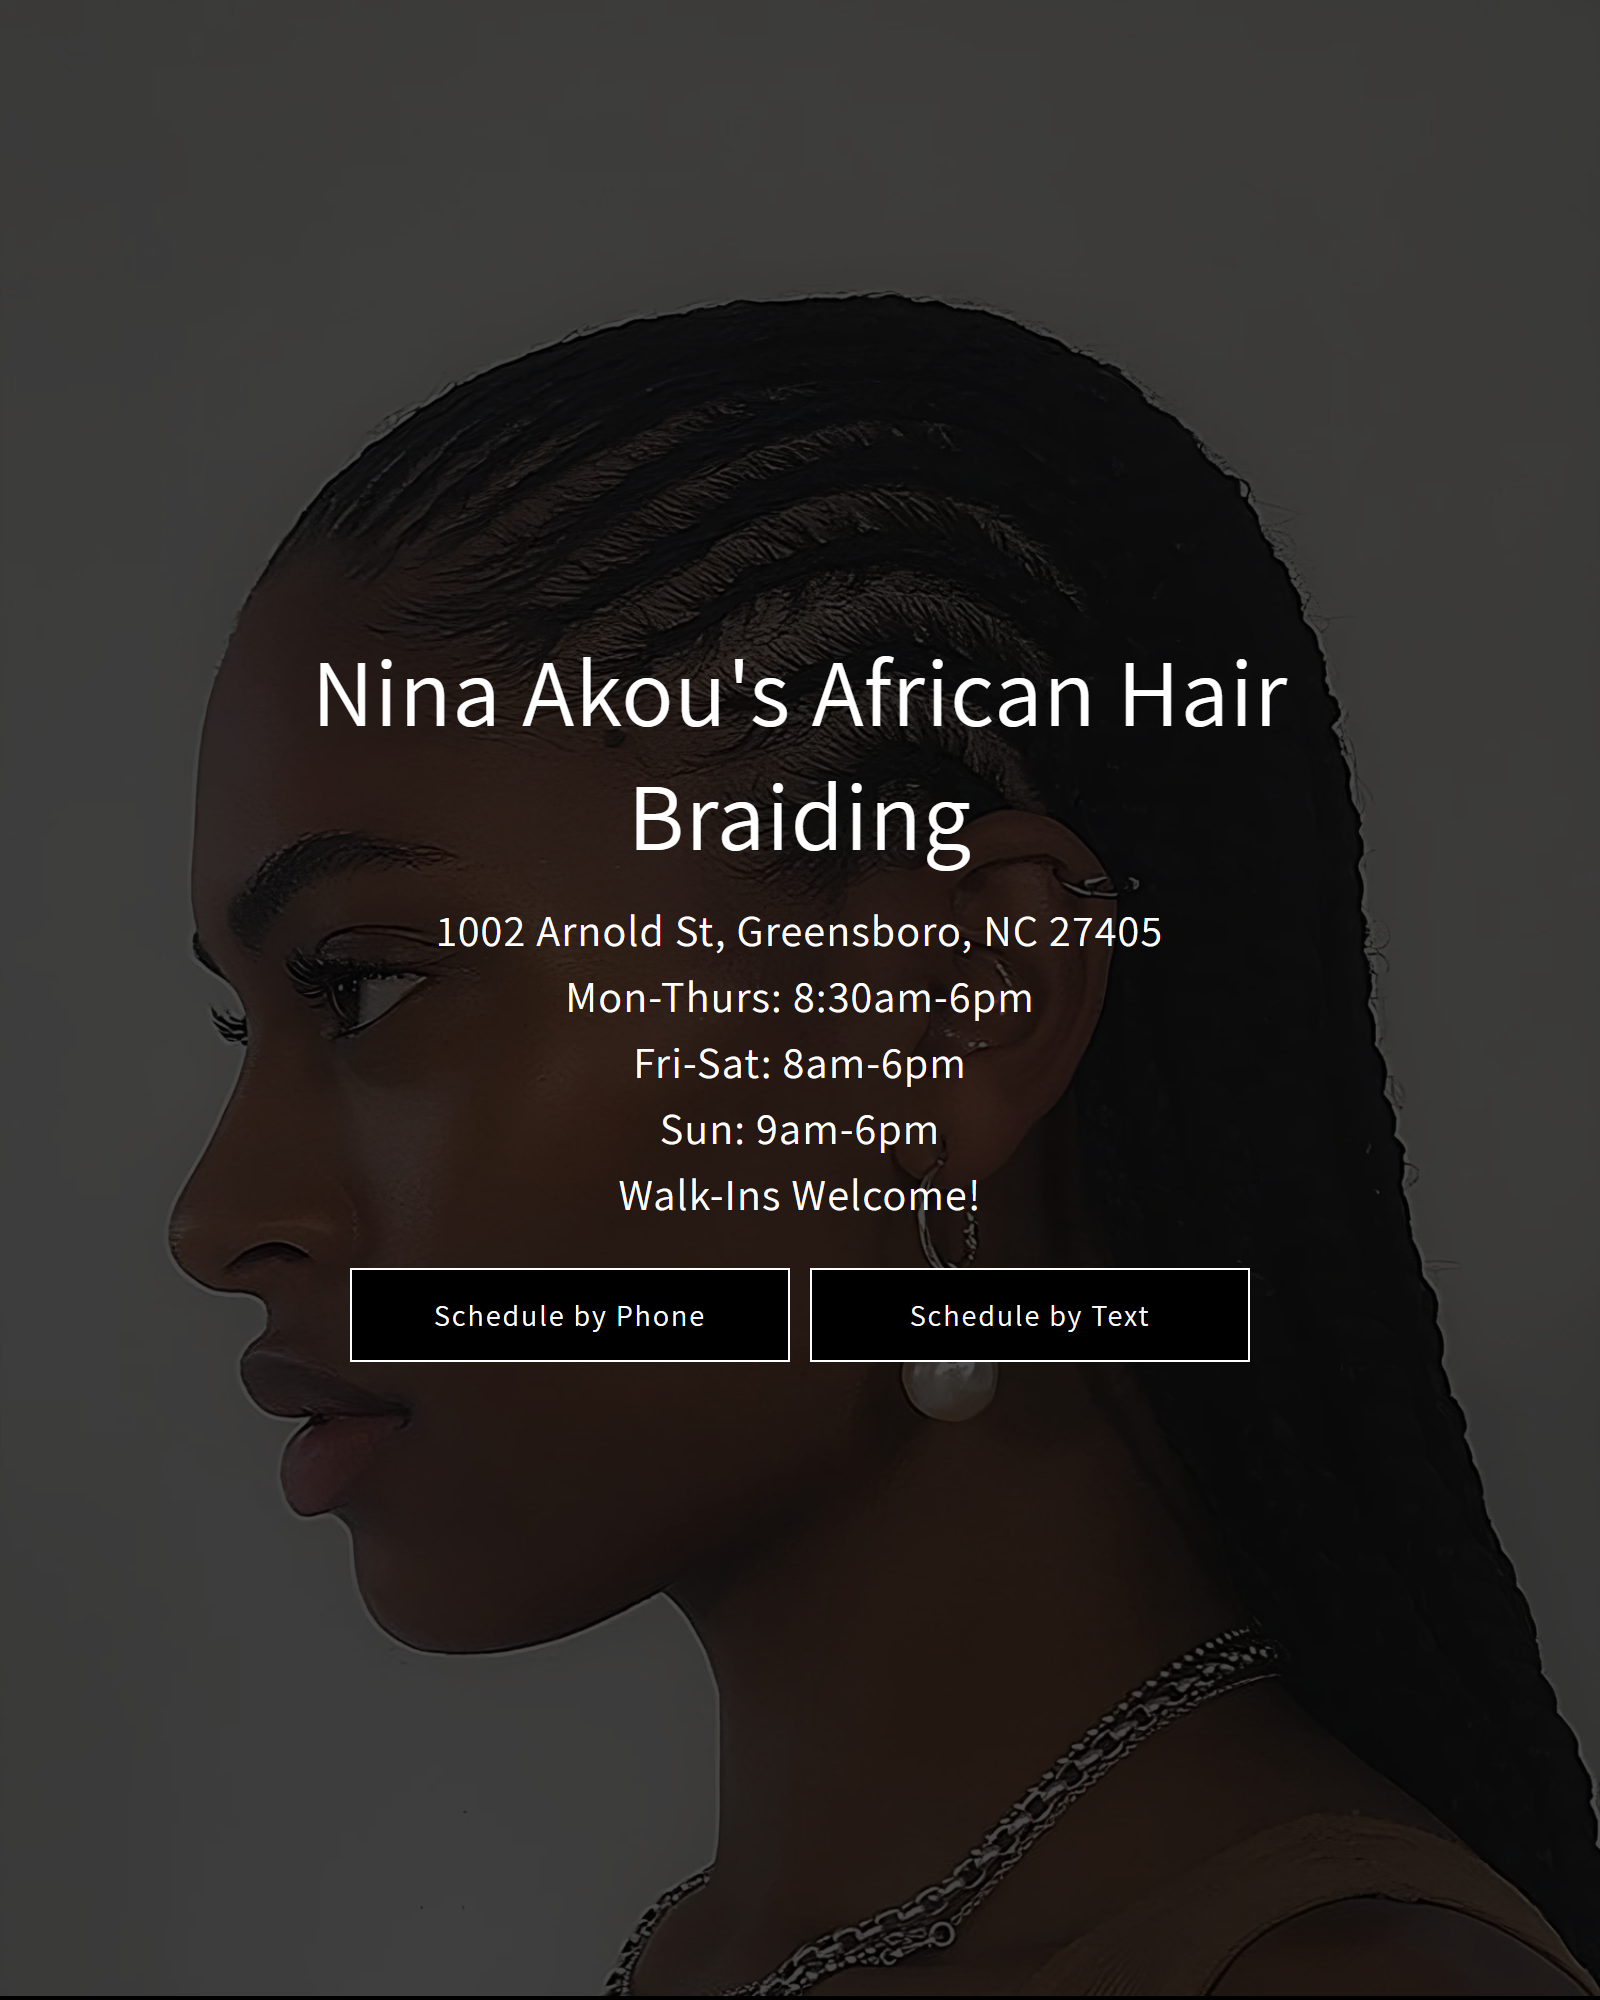 Nina Akou's African Hair
Braiding
1002 Arnold St, Greensboro, NC 27405
Mon-Thurs: 8:30am-6pm
Fri-Sat: 8am-6pm
Sun: 9am-6pm
Walk-Ins Welcome!
Schedule by Phone
Schedule by Text